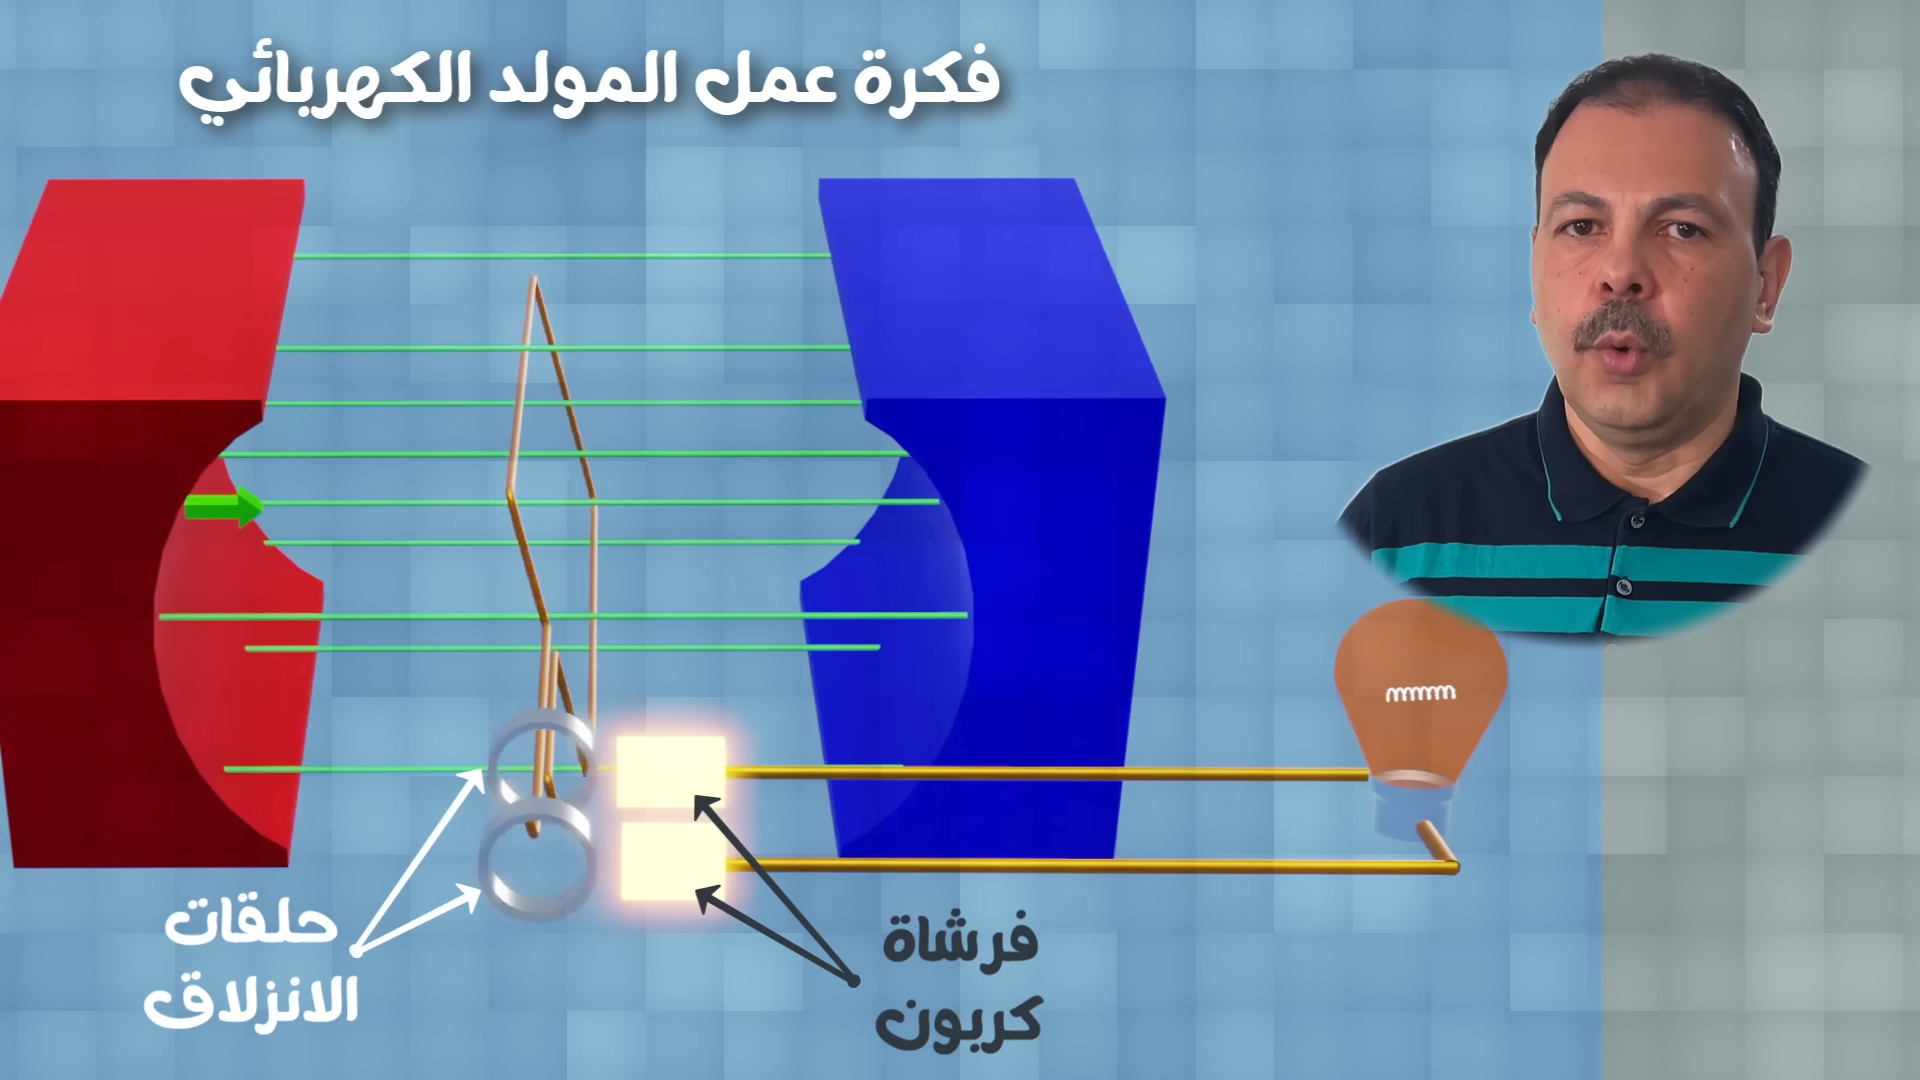 فكرة عمل المولد الكهربائي
حلقات
الانزلاق
فرشاة
كربون